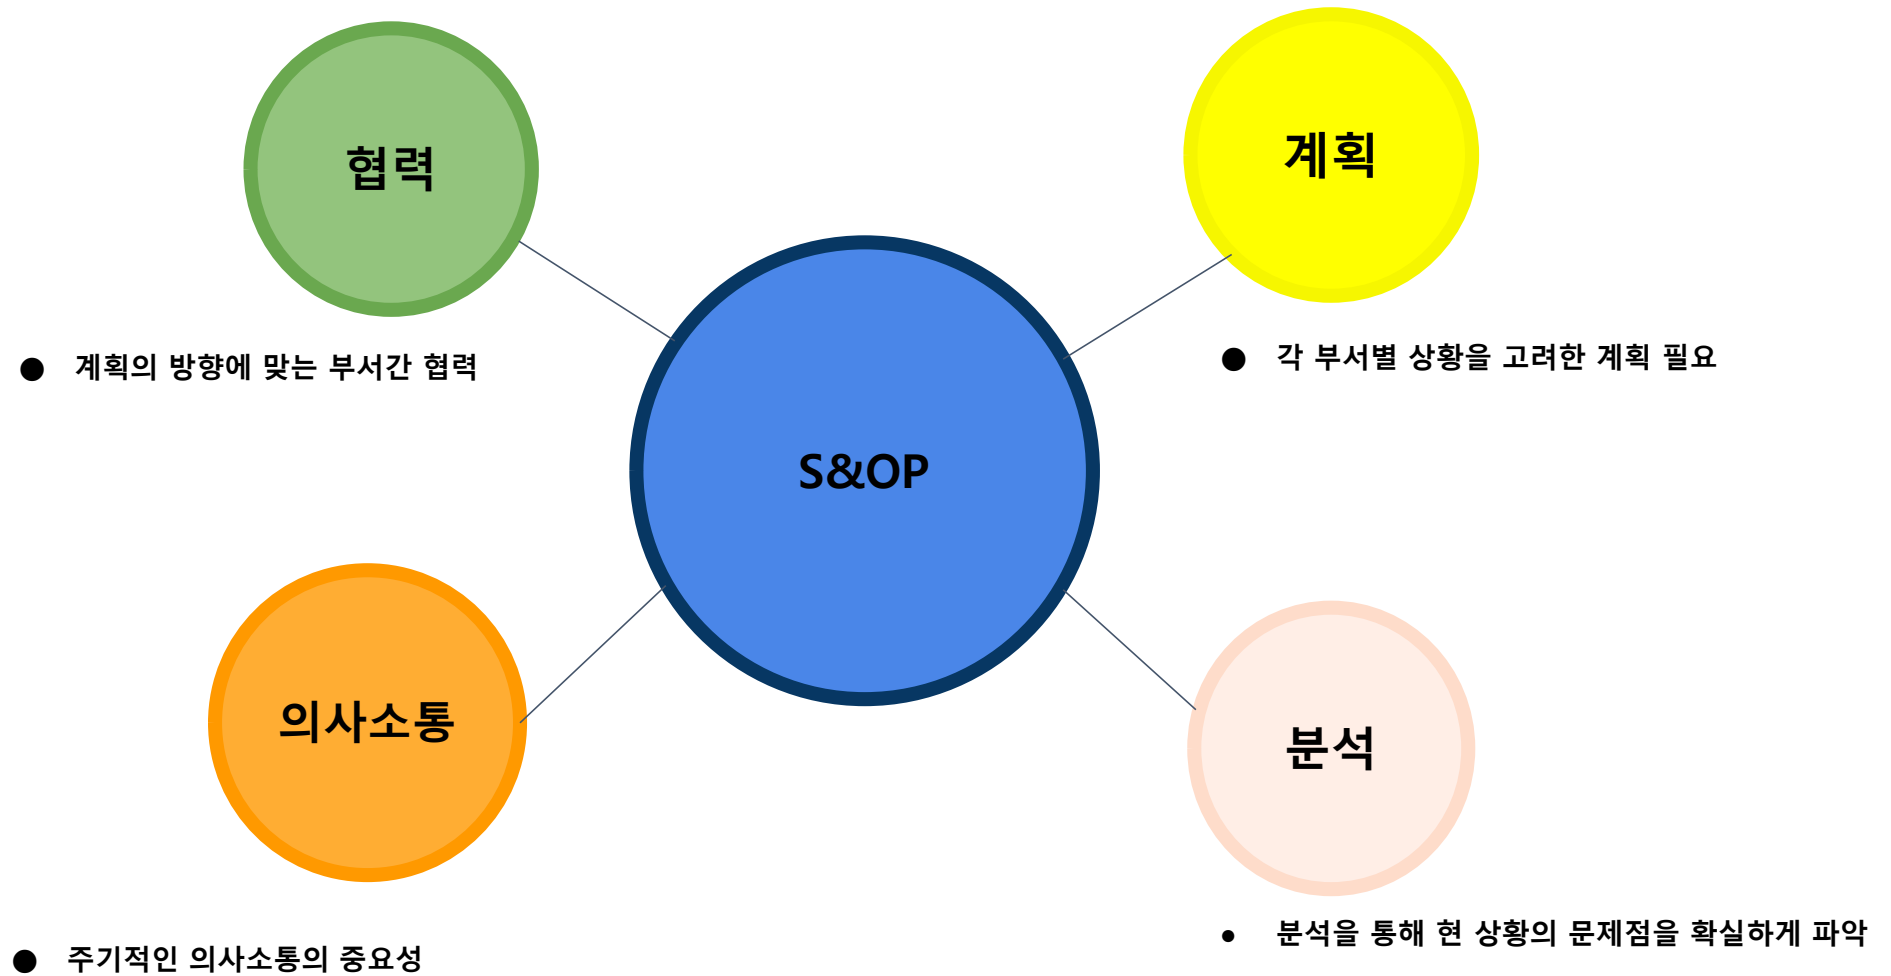 협력
계획
● 계획의 방향에 맞는 부서간 협력
● 각 부서별 상황을 고려한 계획 필요
S&OP
의사소통
분석
● 주기적인 의사소통의 중요성
● 분석을 통해 현 상황의 문제점을 확실하게 파악